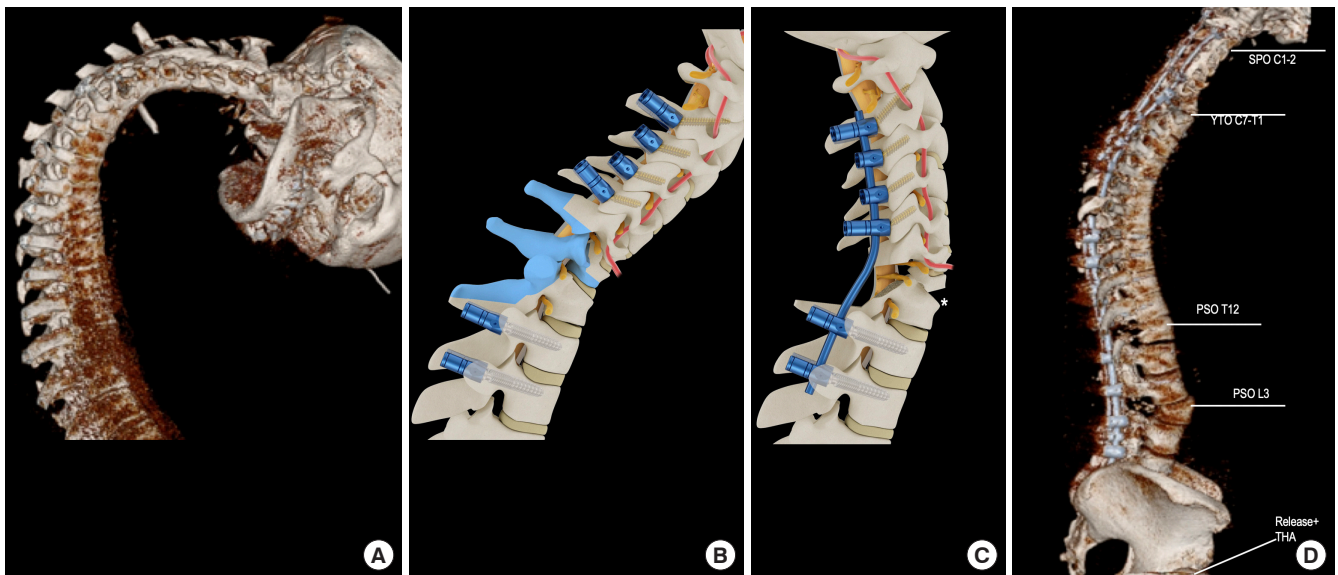 A
B
*
C
SPO C1-2
YTO C7-T1
PSO T12
PSO L3
Release+
THA
D